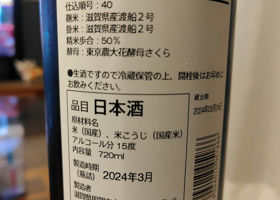 仕込順号:40
麹米:滋賀県産渡船2号
掛米:滋賀県産渡船2号
精米歩合:50%
酵母:東京農大花酵母さくら
●生酒ですので冷蔵保管の上、開栓後はお早めに
お飲みください。
品目 日本酒
原材料名
米(国産)、米こうじ(国産米)
アルコール分 15度
内容量 720ml
製造時期
(瓶詰) 2024年3月
製造者
蔵出日